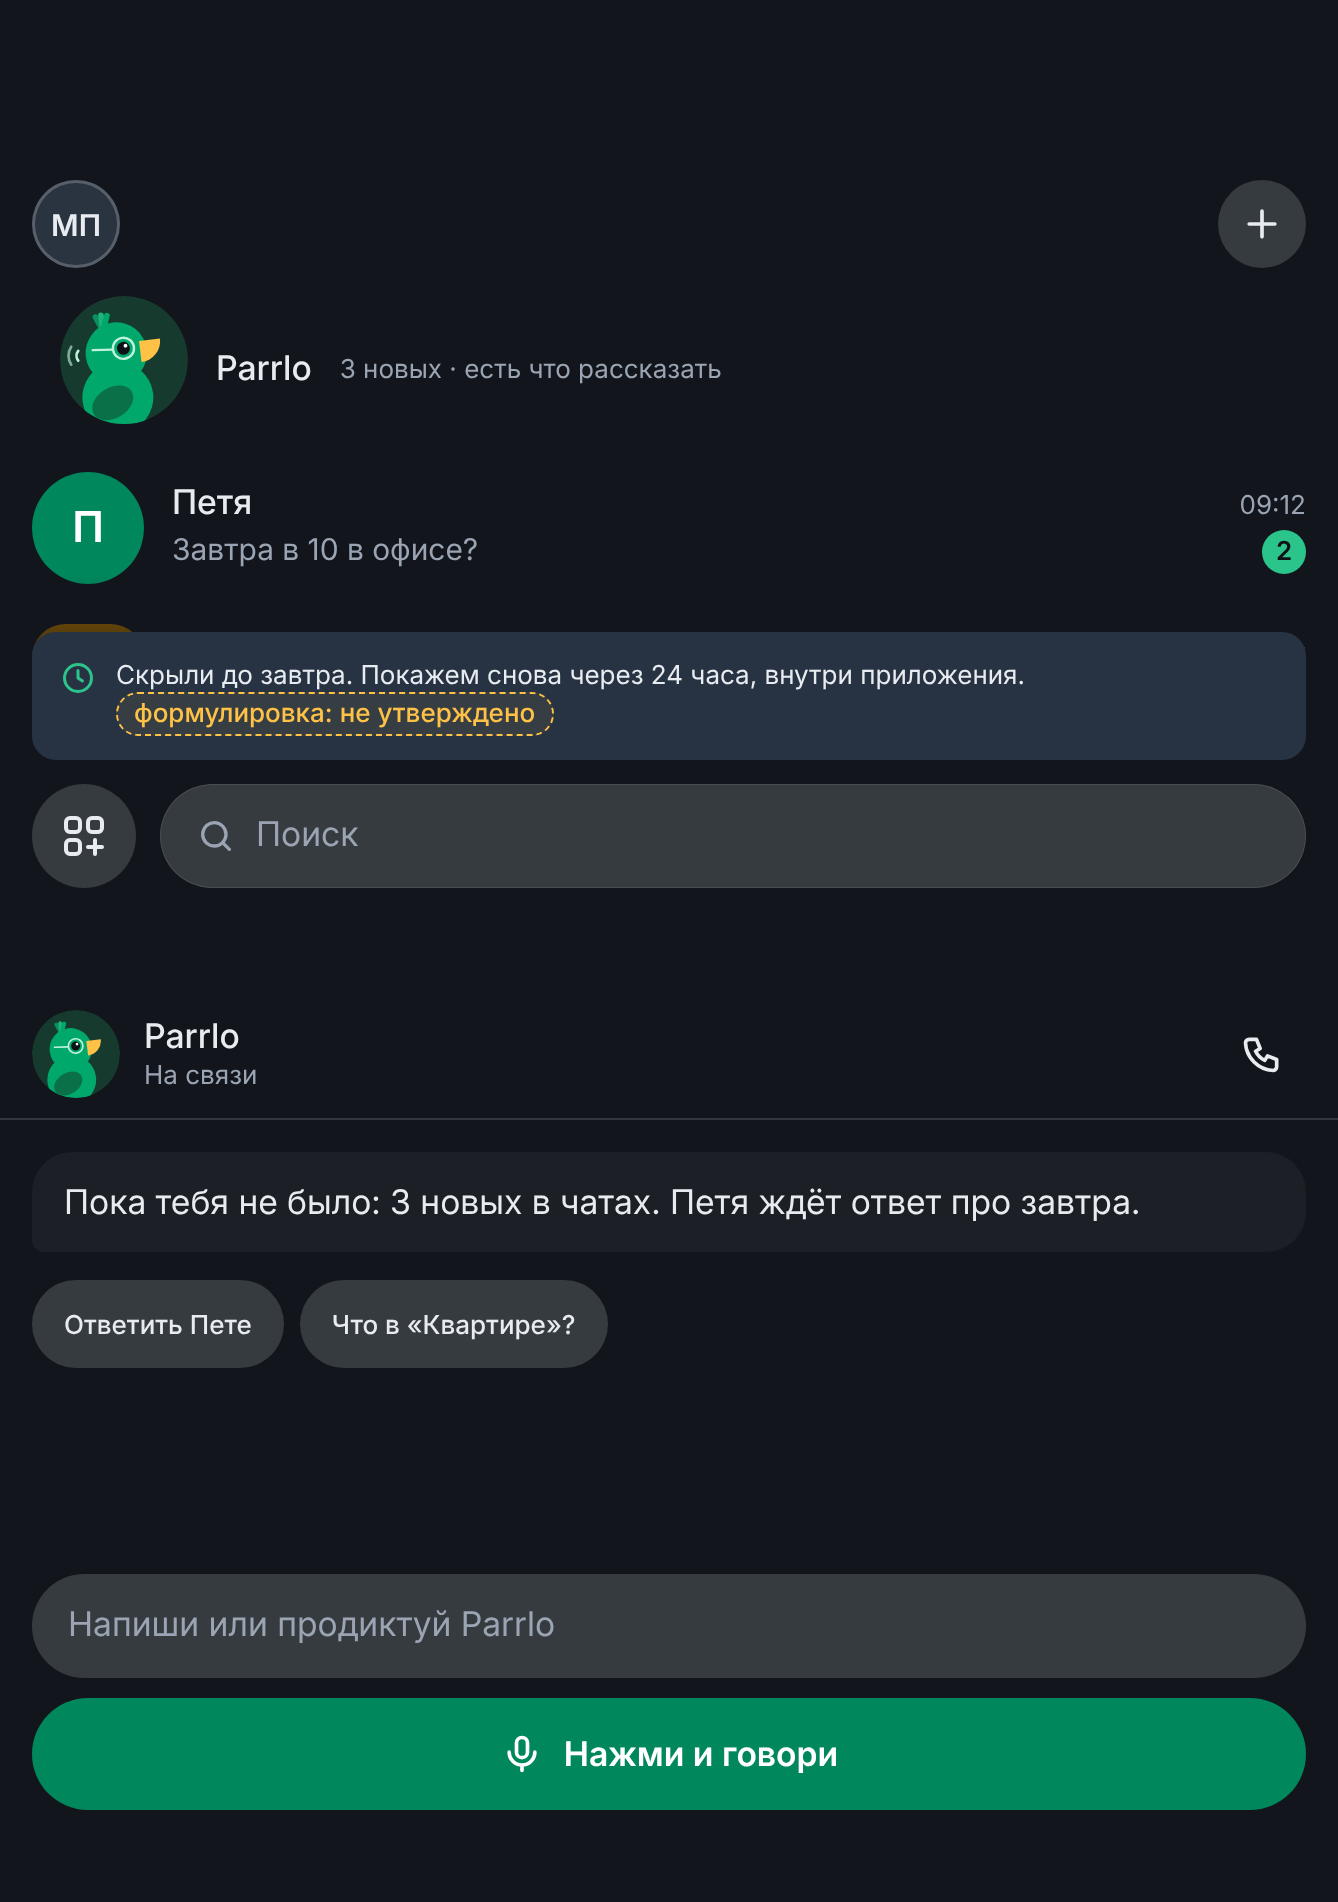 МП
Parrlo 3 новых · есть что рассказать
П
Петя 09:12
Завтра в 10 в офисе? 2
Скрыли до завтра. Покажем снова через 24 часа, внутри приложения.
формулировка: не утверждено
Поиск
Parrlo
На связи
Пока тебя не было: 3 новых в чатах. Петя ждёт ответ про завтра.
Ответить Пете Что в «Квартире»?
Напиши или продиктуй Parrlo
Нажми и говори